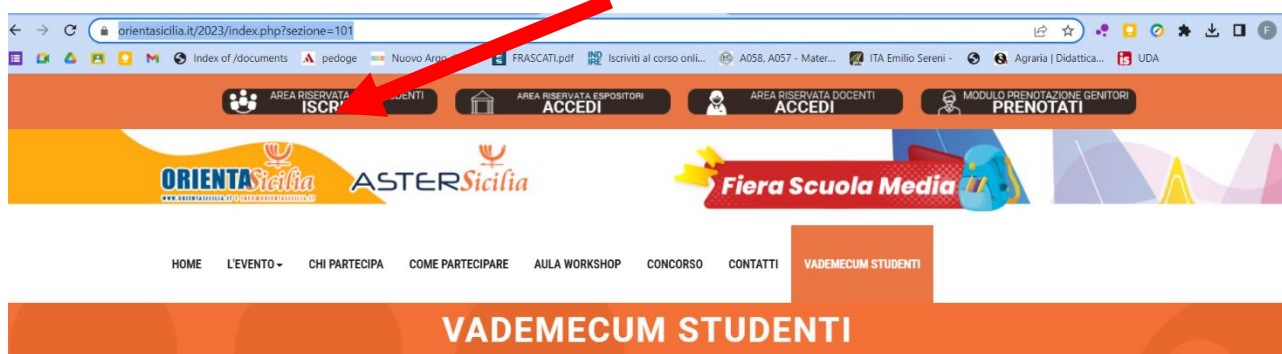 orientasicilia.it/2023/index.php?sezione=101
F
Index of /documents pedoge Nuovo Argo FRASCATI.pdf IND IRE Iscriviti al corso onli... A058, A057 - Mater... ITA Emilio Sereni - Agraria | Didattica... is UDA
AREA RISERVATA
AREA RISERVATA ESPOSITORI
ACCEDI
AREA RISERVATA DOCENTI
ACCEDI
MODULO PRENOTAZIONE GENITORI
PRENOTATI
ORIENTASicilia
ASTERSicilia
Fiera Scuola Media
HOME L'EVENTO CHI PARTECIPA COME PARTECIPARE AULA WORKSHOP CONCORSO CONTATTI VADEMECUM STUDENTI
VADEMECUM STUDENTI